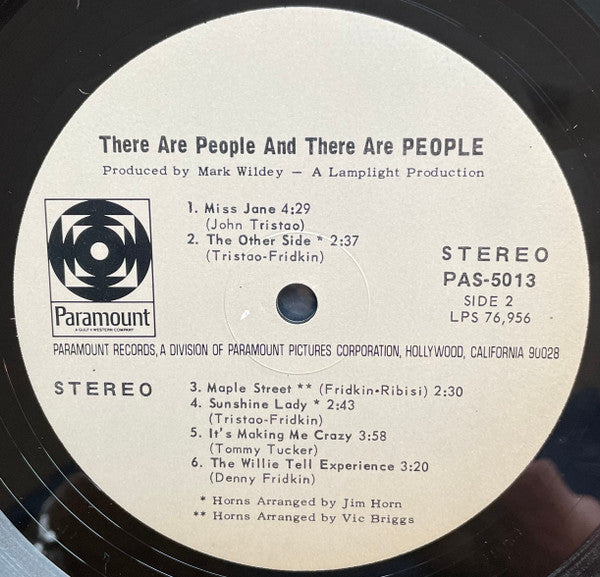 There Are People And There Are PEOPLE
Produced by Mark Wildey — A Lamplight Production
1. Miss Jane 4:29
(John Tristao)
2. The Other Side * 2:37
(Tristao-Fridkin)
STEREO
PAS-5013
SIDE 2
LPS 76,956
Paramount
A GULF+WESTERN COMPANY
PARAMOUNT RECORDS, A DIVISION OF PARAMOUNT PICTURES CORPORATION, HOLLYWOOD, CALIFORNIA 90028
STEREO
3. Maple Street ** (Fridkin-Ribisi) 2:30
4. Sunshine Lady * 2:43
(Tristao-Fridkin)
5. It's Making Me Crazy 3:58
(Tommy Tucker)
6. The Willie Tell Experience 3:20
(Denny Fridkin)
* Horns Arranged by Jim Horn
** Horns Arranged by Vic Briggs